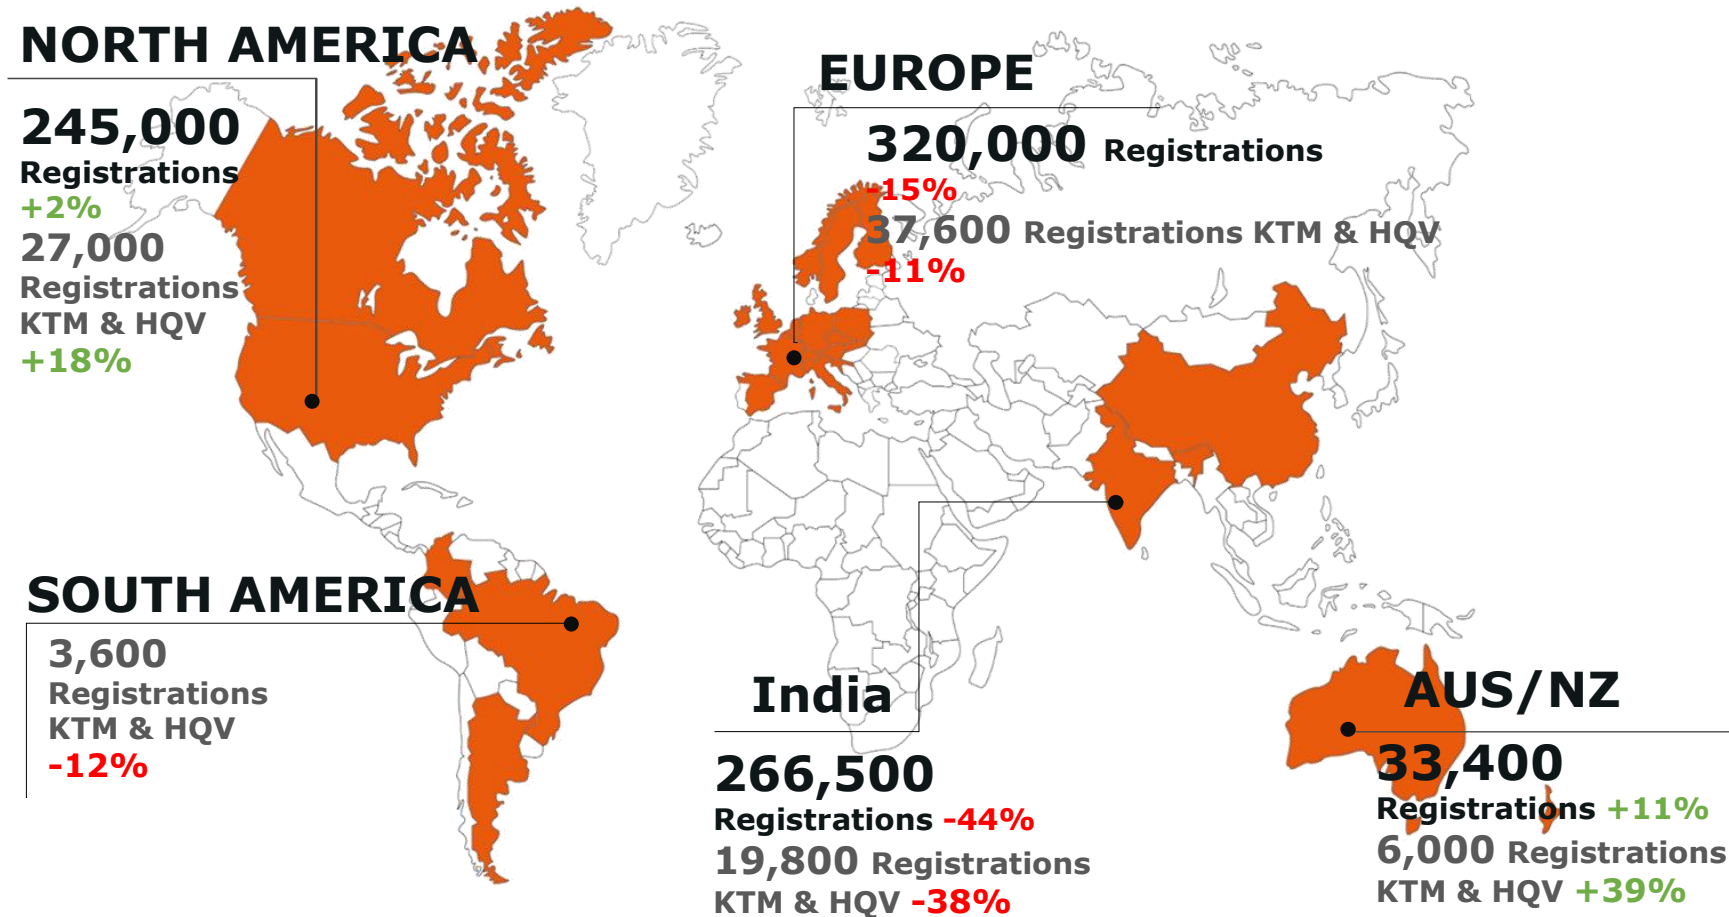 NORTH AMERICA
245,000
Registrations
+2%
27,000
Registrations
KTM & HQV
+18%
EUROPE
320,000 Registrations
-15%
37,600 Registrations KTM & HQV
-11%
SOUTH AMERICA
3,600
Registrations
KTM & HQV
-12%
India
266,500
Registrations -44%
19,800 Registrations
KTM & HQV -38%
AUS/NZ
33,400
Registrations +11%
6,000 Registrations
KTM & HQV +39%